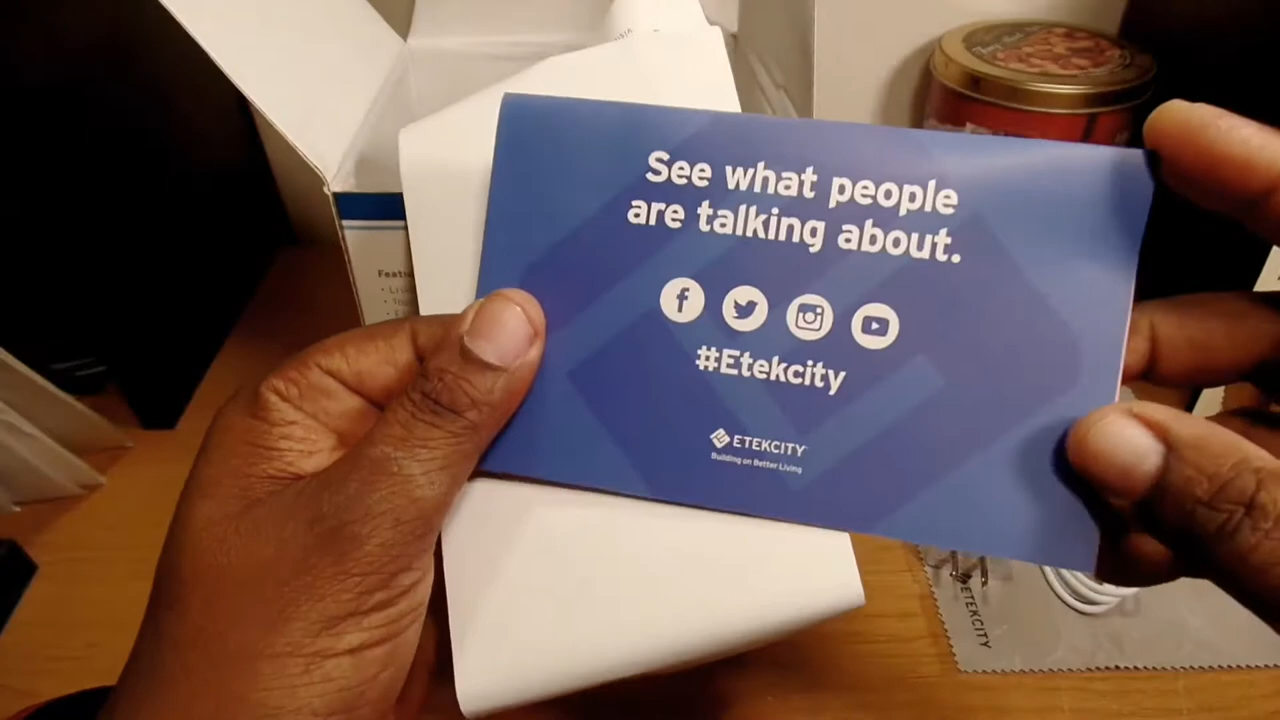 See what people
are talking about.
#Etekcity
ETEKCITY
Building on Better Living
ETEKCITY